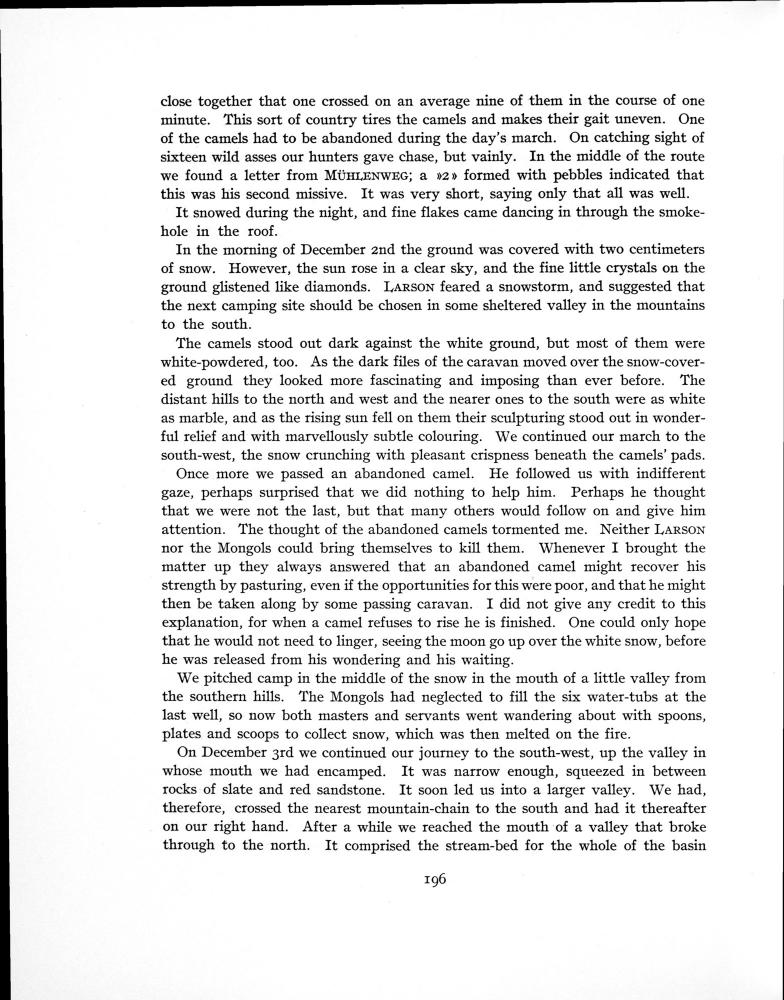 close together that one crossed on an average nine of them in the course of one
minute. This sort of country tires the camels and makes their gait uneven. One
of the camels had to be abandoned during the day's march. On catching sight of
sixteen wild asses our hunters gave chase, but vainly. In the middle of the route
we found a letter from MÜHLENWEG; a »2» formed with pebbles indicated that
this was his second missive. It was very short, saying only that all was well.
It snowed during the night, and fine flakes came dancing in through the smoke-
hole in the roof.
In the morning of December 2nd the ground was covered with two centimeters
of snow. However, the sun rose in a clear sky, and the fine little crystals on the
ground glistened like diamonds. LARSON feared a snowstorm, and suggested that
the next camping site should be chosen in some sheltered valley in the mountains
to the south.
The camels stood out dark against the white ground, but most of them were
white-powdered, too. As the dark files of the caravan moved over the snow-cover-
ed ground they looked more fascinating and imposing than ever before. The
distant hills to the north and west and the nearer ones to the south were as white
as marble, and as the rising sun fell on them their sculpturing stood out in wonder-
ful relief and with marvellously subtle colouring. We continued our march to the
south-west, the snow crunching with pleasant crispness beneath the camels' pads.
Once more we passed an abandoned camel. He followed us with indifferent
gaze, perhaps surprised that we did nothing to help him. Perhaps he thought
that we were not the last, but that many others would follow on and give him
attention. The thought of the abandoned camels tormented me. Neither LARSON
nor the Mongols could bring themselves to kill them. Whenever I brought the
matter up they always answered that an abandoned camel might recover his
strength by pasturing, even if the opportunities for this were poor, and that he might
then be taken along by some passing caravan. I did not give any credit to this
explanation, for when a camel refuses to rise he is finished. One could only hope
that he would not need to linger, seeing the moon go up over the white snow, before
he was released from his wondering and his waiting.
We pitched camp in the middle of the snow in the mouth of a little valley from
the southern hills. The Mongols had neglected to fill the six water-tubs at the
last well, so now both masters and servants went wandering about with spoons,
plates and scoops to collect snow, which was then melted on the fire.
On December 3rd we continued our journey to the south-west, up the valley in
whose mouth we had encamped. It was narrow enough, squeezed in between
rocks of slate and red sandstone. It soon led us into a larger valley. We had,
therefore, crossed the nearest mountain-chain to the south and had it thereafter
on our right hand. After a while we reached the mouth of a valley that broke
through to the north. It comprised the stream-bed for the whole of the basin
196